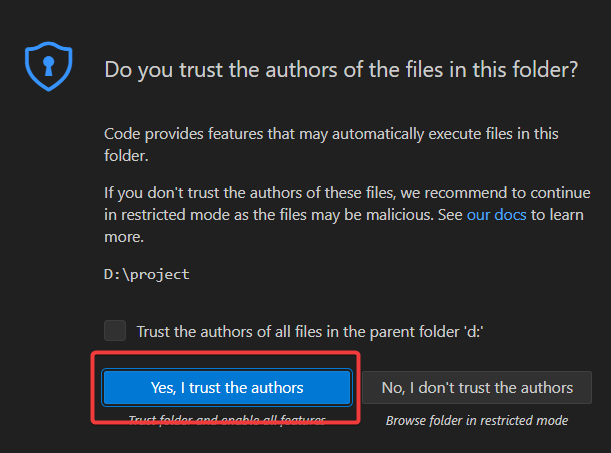 Do you trust the authors of the files in this folder?
Code provides features that may automatically execute files in this
folder.
If you don't trust the authors of these files, we recommend to continue
in restricted mode as the files may be malicious. See our docs to learn
more.
D:\project
Trust the authors of all files in the parent folder 'd:'
Yes, I trust the authors
No, I don't trust the authors
Trust folder and enable all features
Browse folder in restricted mode